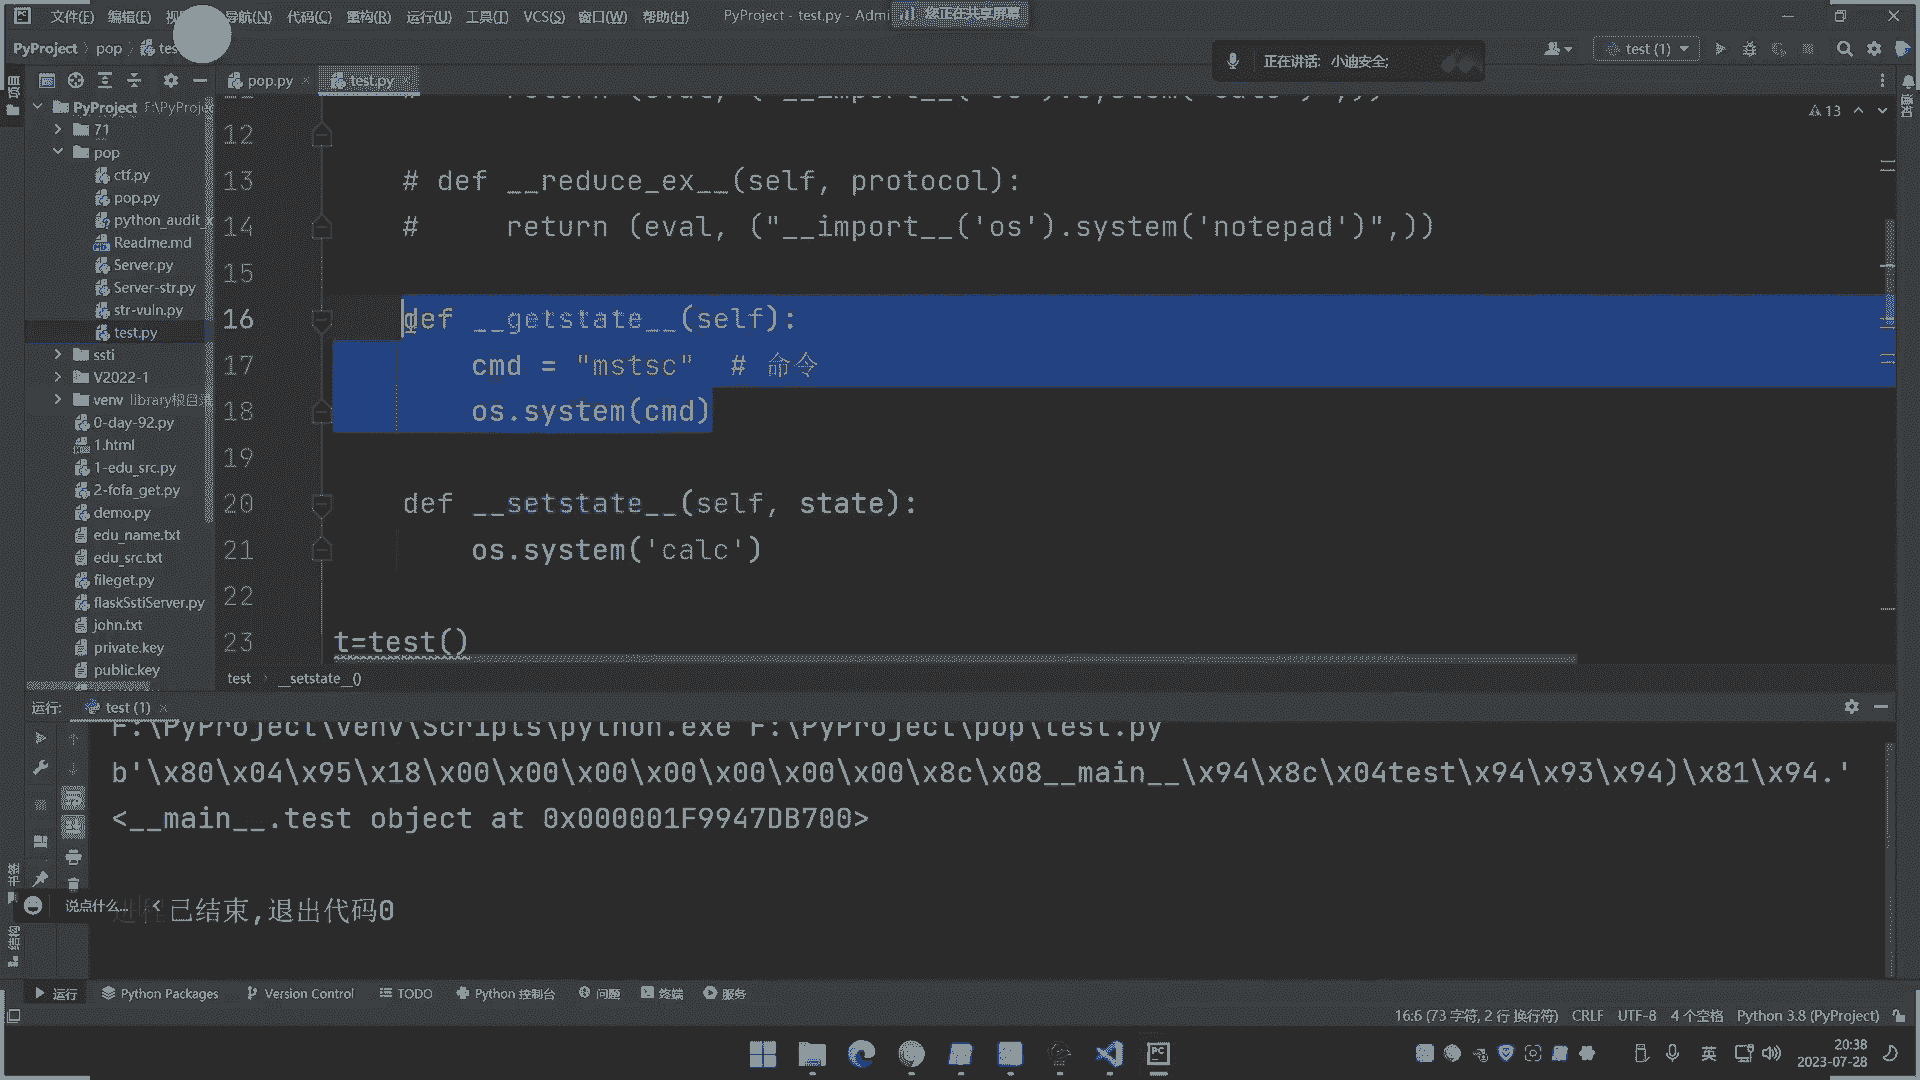 文件(F) 编辑(E) 导航(N) 代码(C) 重构(R) 运行(U) 工具(T) VCS(S) 窗口(W) 帮助(H) PyProject - test.py - Admi 您正在共享屏幕
PyProject pop test (1)
正在讲话: 小迪安全;
pop.py test.py
PyProject F:\PyProjec
71
pop
ctf.py
pop.py
python_audit_x
Readme.md
Server.py
Server-str.py
str-vuln.py
test.py
ssti
V2022-1
venv library根目录
0-day-92.py
1.html
1-edu_src.py
2-fofa_get.py
demo.py
edu_name.txt
edu_src.txt
fileget.py
flaskSstiServer.py
john.txt
private.key
public.key
13
12
13 # def __reduce_ex__(self, protocol):
14 #     return (eval, ("__import__('os').system('notepad')",))
15
16 def __getstate__(self):
17 cmd = "mstsc"  # 命令
18 os.system(cmd)
19
20 def __setstate__(self, state):
21 os.system('calc')
22
23 t=test()
test __setstate__()
运行: test (1)
F:\PyProject\venv\Scripts\python.exe F:\PyProject\pop\test.py
b'\x80\x04\x95\x18\x00\x00\x00\x00\x00\x00\x00\x8c\x08__main__\x94\x8c\x04test\x94\x93\x94)\x81\x94.'
<__main__.test object at 0x000001F9947DB700>
说点什么...
已结束,退出代码0
书签
结构
运行 Python Packages Version Control TODO Python 控制台 问题 终端 服务
16:6 (73 字符, 2 行 换行符) CRLF UTF-8 4 个空格 Python 3.8 (PyProject)
英
20:38
2023-07-28